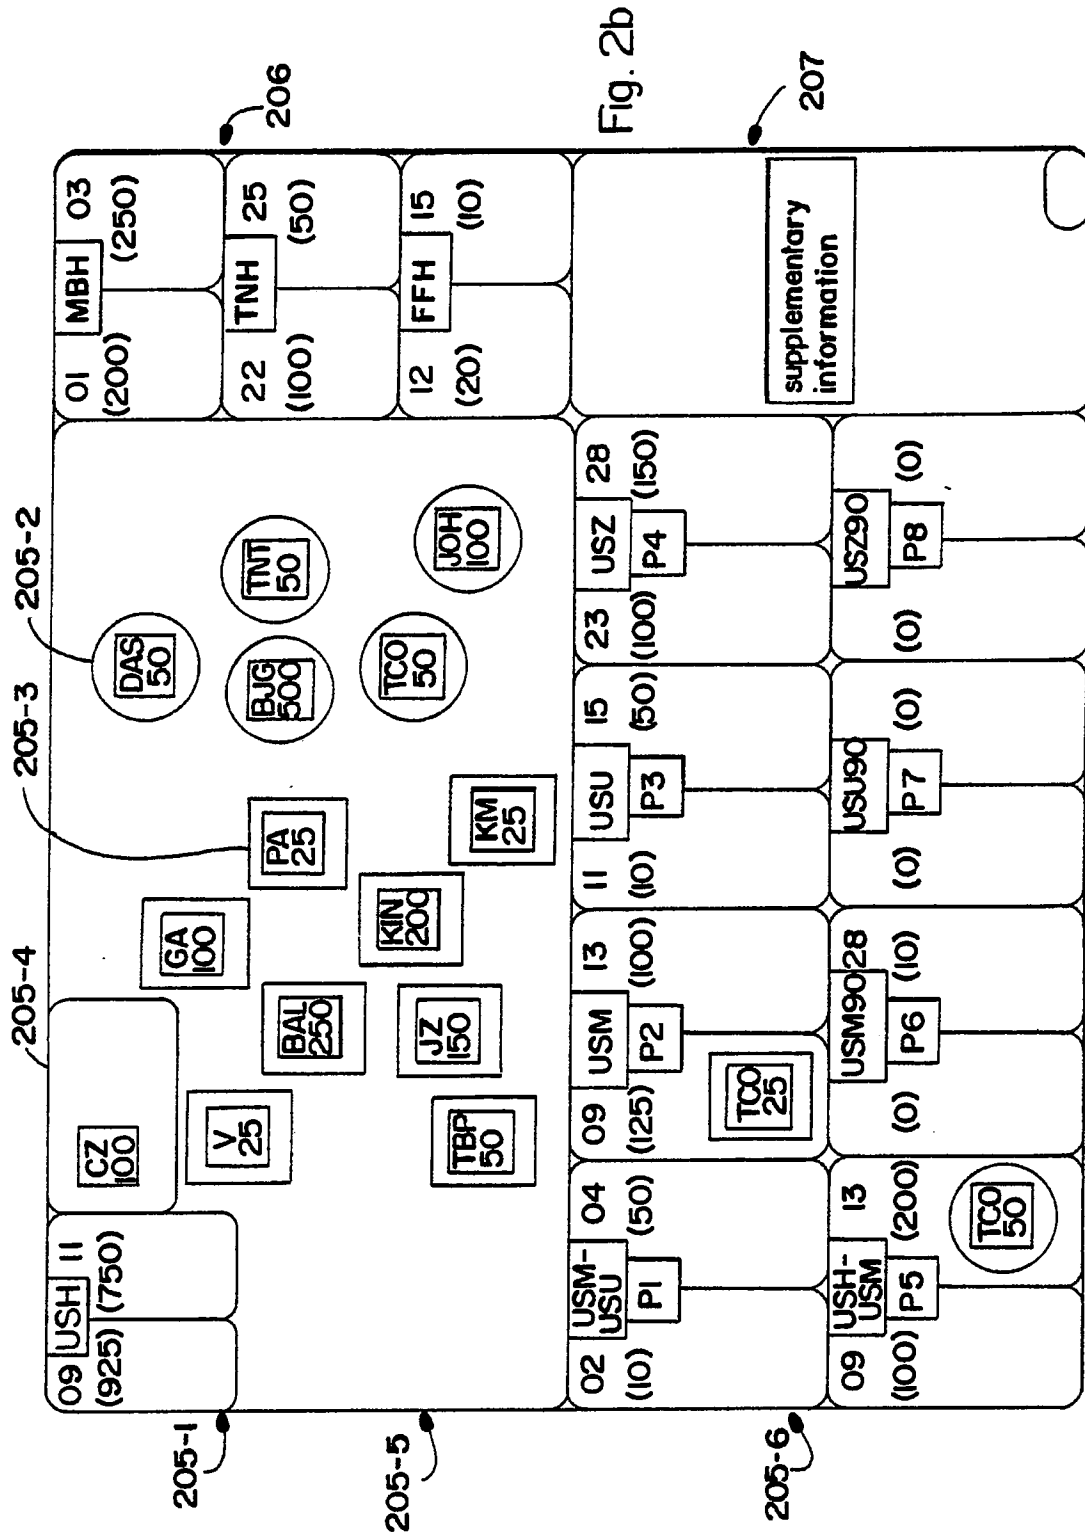 205-4
205-3
205-2
09 USH 11
(925) (750)
CZ
100
V
25
GA
100
BAL
250
PA
25
TBP
50
JZ
150
KIN
200
KM
25
DAS
50
BJG
500
TNT
50
TCO
50
JOH
100
01 MBH 03
(200) (250)
22 TNH 25
(100) (50)
12 FFH 15
(20) (10)
206
205-1
205-5
205-6
02 USM-
USU 04
(10) P1 (50)
09 USM 13
(125) P2 (100)
TCO
25
11 USU 15
(10) P3 (50)
23 USZ 28
(100) P4 (150)
09 USH-
USM 13
(100) P5 (200)
TCO
50
USM90 28
(0) P6 (10)
USU90
(0) P7 (0)
USZ90
(0) P8 (0)
supplementary
information
207
Fig. 2b